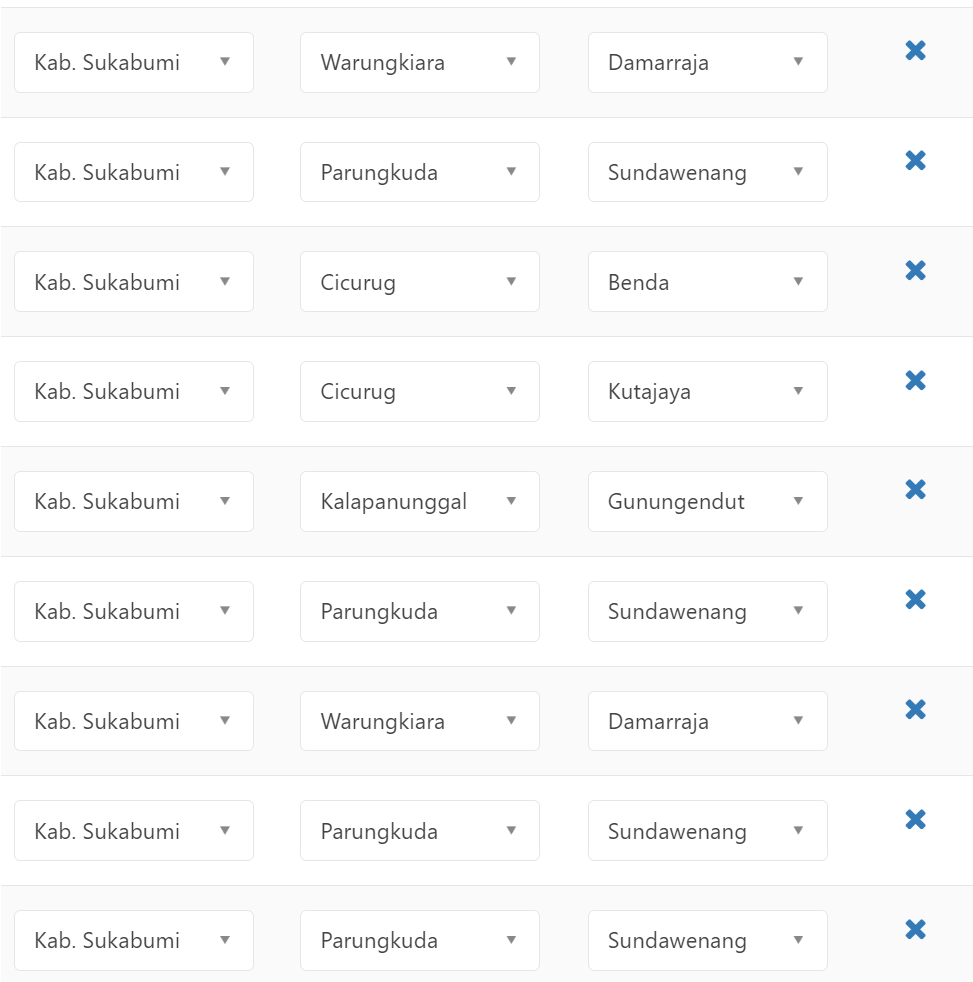 Kab. Sukabumi Warungkiara Damarraja
Kab. Sukabumi Parungkuda Sundawenang
Kab. Sukabumi Cicurug Benda
Kab. Sukabumi Cicurug Kutajaya
Kab. Sukabumi Kalapanunggal Gunungendut
Kab. Sukabumi Parungkuda Sundawenang
Kab. Sukabumi Warungkiara Damarraja
Kab. Sukabumi Parungkuda Sundawenang
Kab. Sukabumi Parungkuda Sundawenang